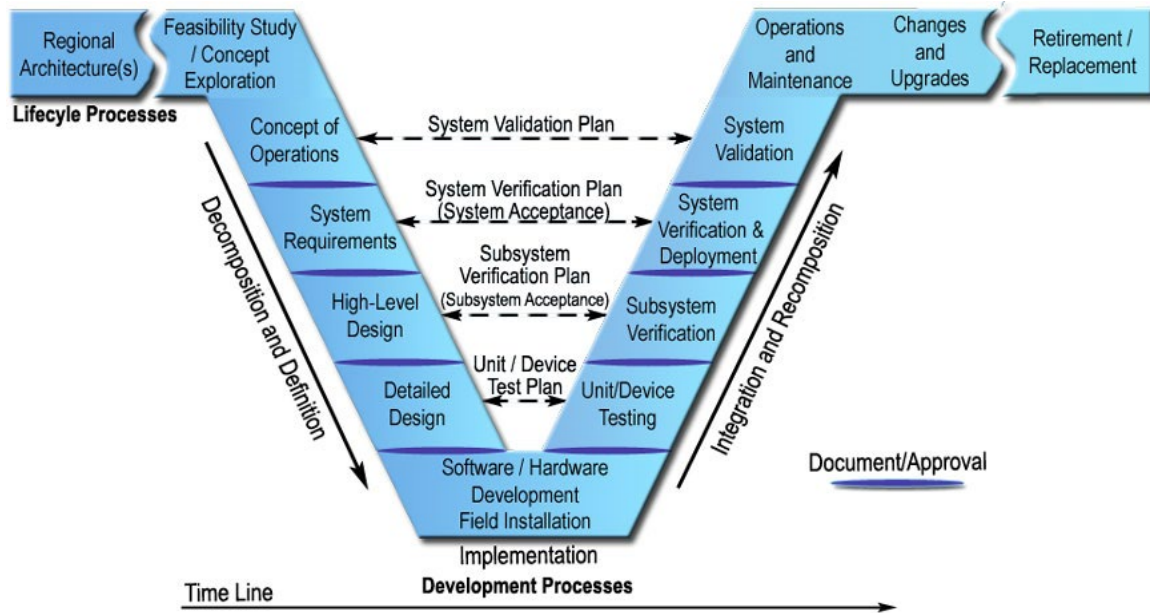 Regional
Architecture(s)
Feasibility Study
/ Concept
Exploration
Operations
and
Maintenance
Changes
and
Upgrades
Retirement /
Replacement
Lifecyle Processes
Concept of
Operations
System Validation Plan
System
Validation
System
Requirements
System Verification Plan
(System Acceptance)
System
Verification &
Deployment
High-Level
Design
Subsystem
Verification Plan
(Subsystem Acceptance)
Subsystem
Verification
Detailed
Design
Unit / Device
Test Plan
Unit/Device
Testing
Decomposition and Definition
Integration and Recomposition
Software / Hardware
Development
Field Installation
Document/Approval
Implementation
Development Processes
Time Line